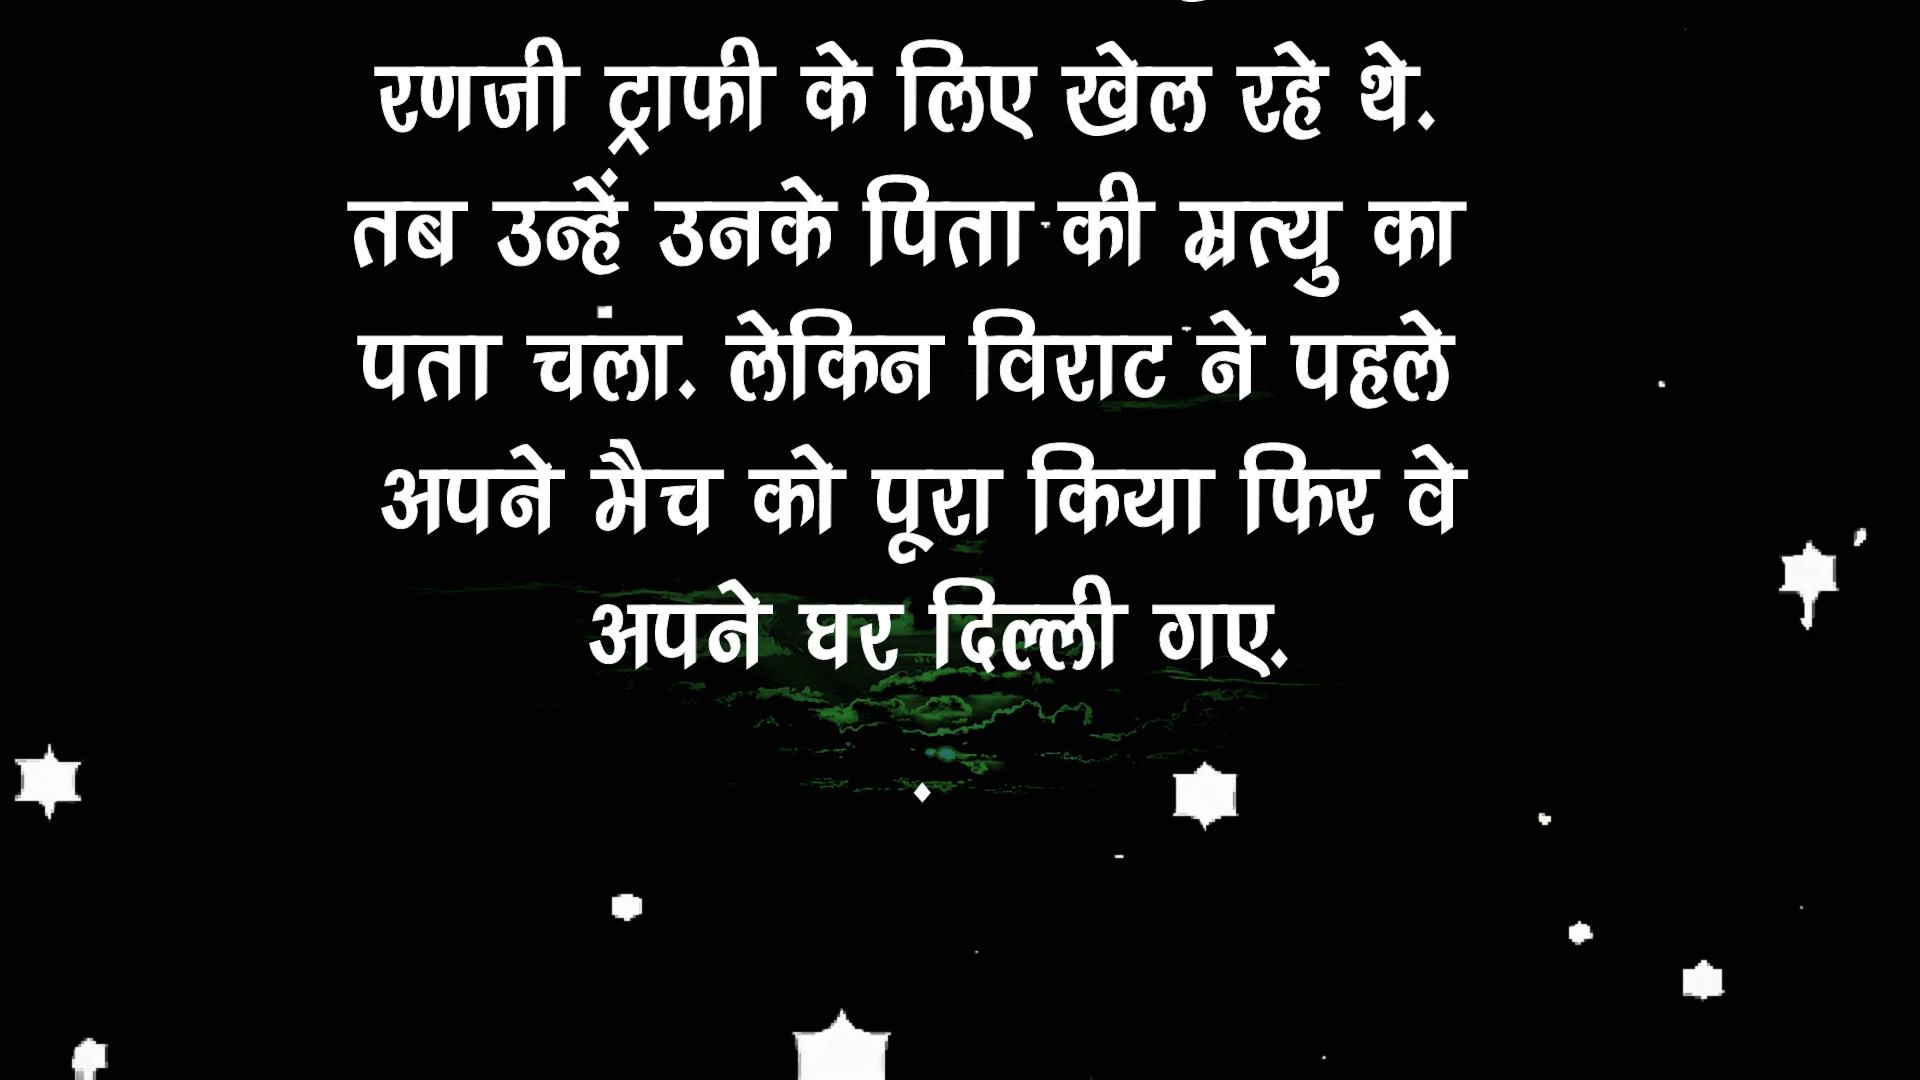 रणजी ट्राफी के लिए खेल रहे थे.
तब उन्हें उनके पिता की म्रत्यु का
पता चला. लेकिन विराट ने पहले
अपने मैच को पूरा किया फिर वे
अपने घर दिल्ली गए.